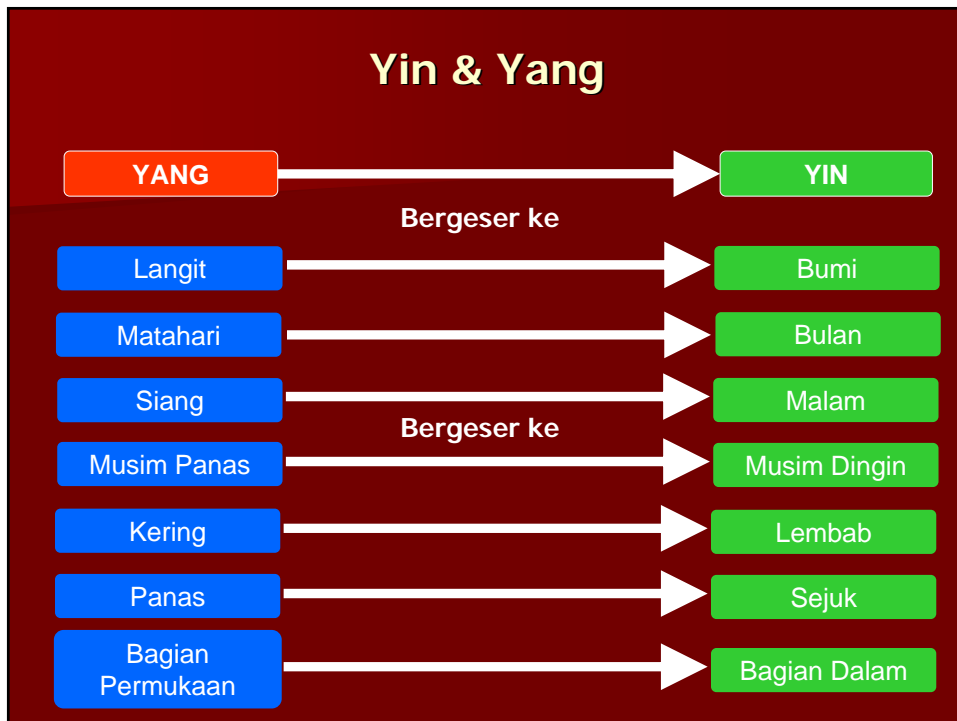 Yin & Yang
YANG
YIN
Bergeser ke
Langit
Bumi
Matahari
Bulan
Siang
Malam
Bergeser ke
Musim Panas
Musim Dingin
Kering
Lembab
Panas
Sejuk
Bagian
Permukaan
Bagian Dalam